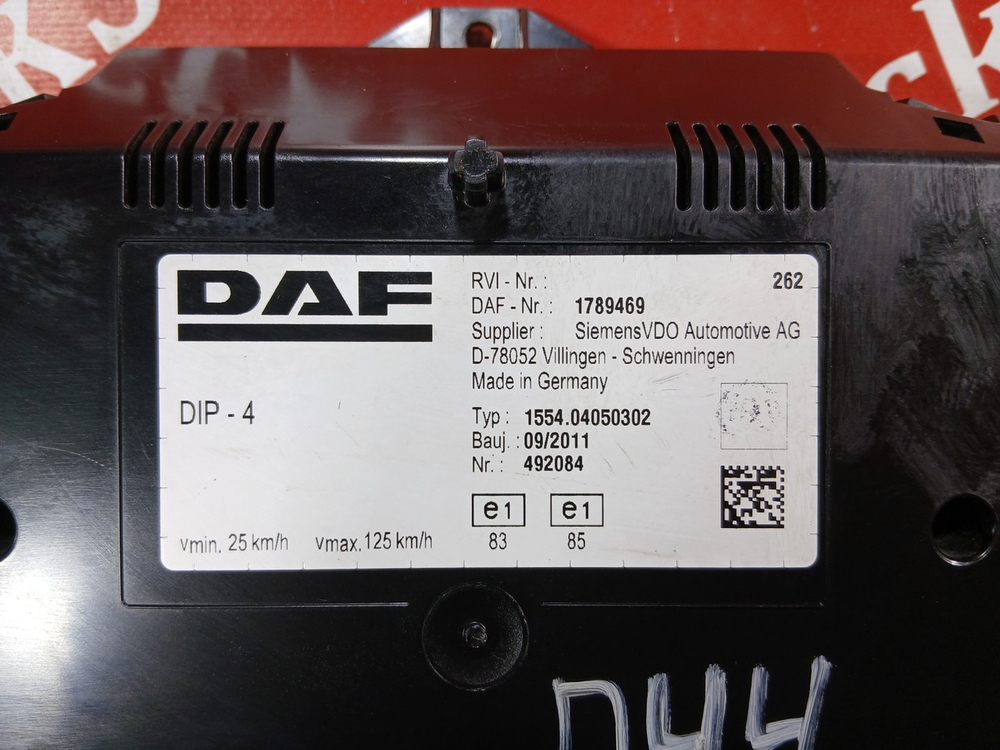 DAF
RVI - Nr. : 262
DAF - Nr. : 1789469
Supplier : SiemensVDO Automotive AG
D-78052 Villingen - Schwenningen
Made in Germany
DIP - 4
Typ : 1554.04050302
Bauj. : 09/2011
Nr. : 492084
e1 e1
83 85
vmin. 25 km/h vmax. 125 km/h